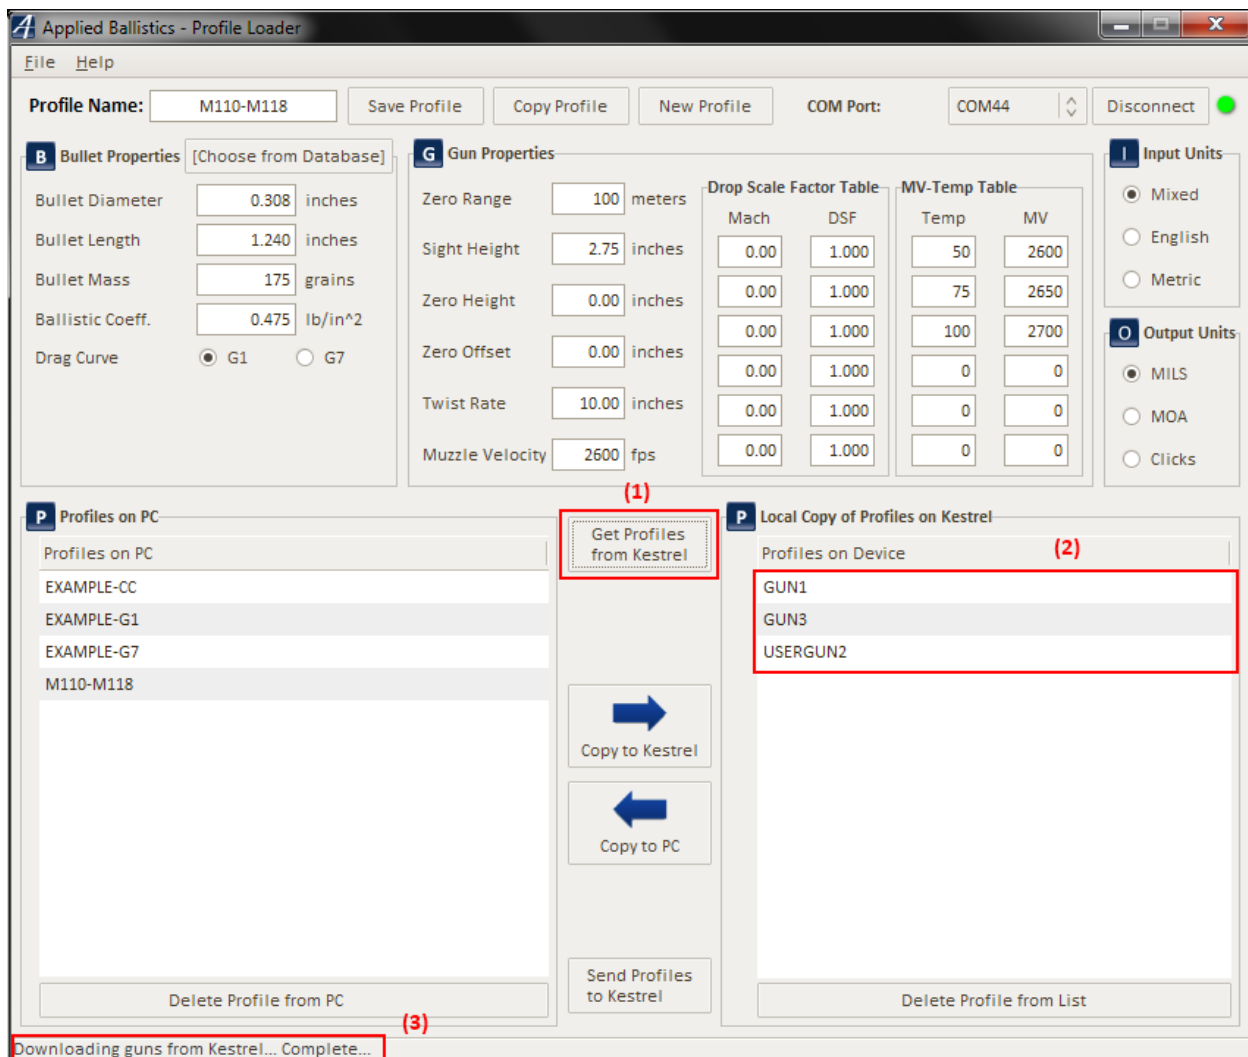 Applied Ballistics - Profile Loader
File Help
Profile Name: M110-M118 Save Profile Copy Profile New Profile COM Port: COM44 Disconnect
B Bullet Properties [Choose from Database]
Bullet Diameter 0.308 inches
Bullet Length 1.240 inches
Bullet Mass 175 grains
Ballistic Coeff. 0.475 lb/in^2
Drag Curve G1 G7
G Gun Properties
Zero Range 100 meters
Sight Height 2.75 inches
Zero Height 0.00 inches
Zero Offset 0.00 inches
Twist Rate 10.00 inches
Muzzle Velocity 2600 fps
Drop Scale Factor Table
Mach DSF
0.00 1.000
0.00 1.000
0.00 1.000
0.00 1.000
0.00 1.000
0.00 1.000
MV-Temp Table
Temp MV
50 2600
75 2650
100 2700
0 0
0 0
0 0
I Input Units
Mixed
English
Metric
O Output Units
MILS
MOA
Clicks
P Profiles on PC
Profiles on PC
EXAMPLE-CC
EXAMPLE-G1
EXAMPLE-G7
M110-M118
Delete Profile from PC
(1)
Get Profiles
from Kestrel
Copy to Kestrel
Copy to PC
Send Profiles
to Kestrel
P Local Copy of Profiles on Kestrel
Profiles on Device (2)
GUN1
GUN3
USERGUN2
Delete Profile from List
(3)
Downloading guns from Kestrel... Complete...